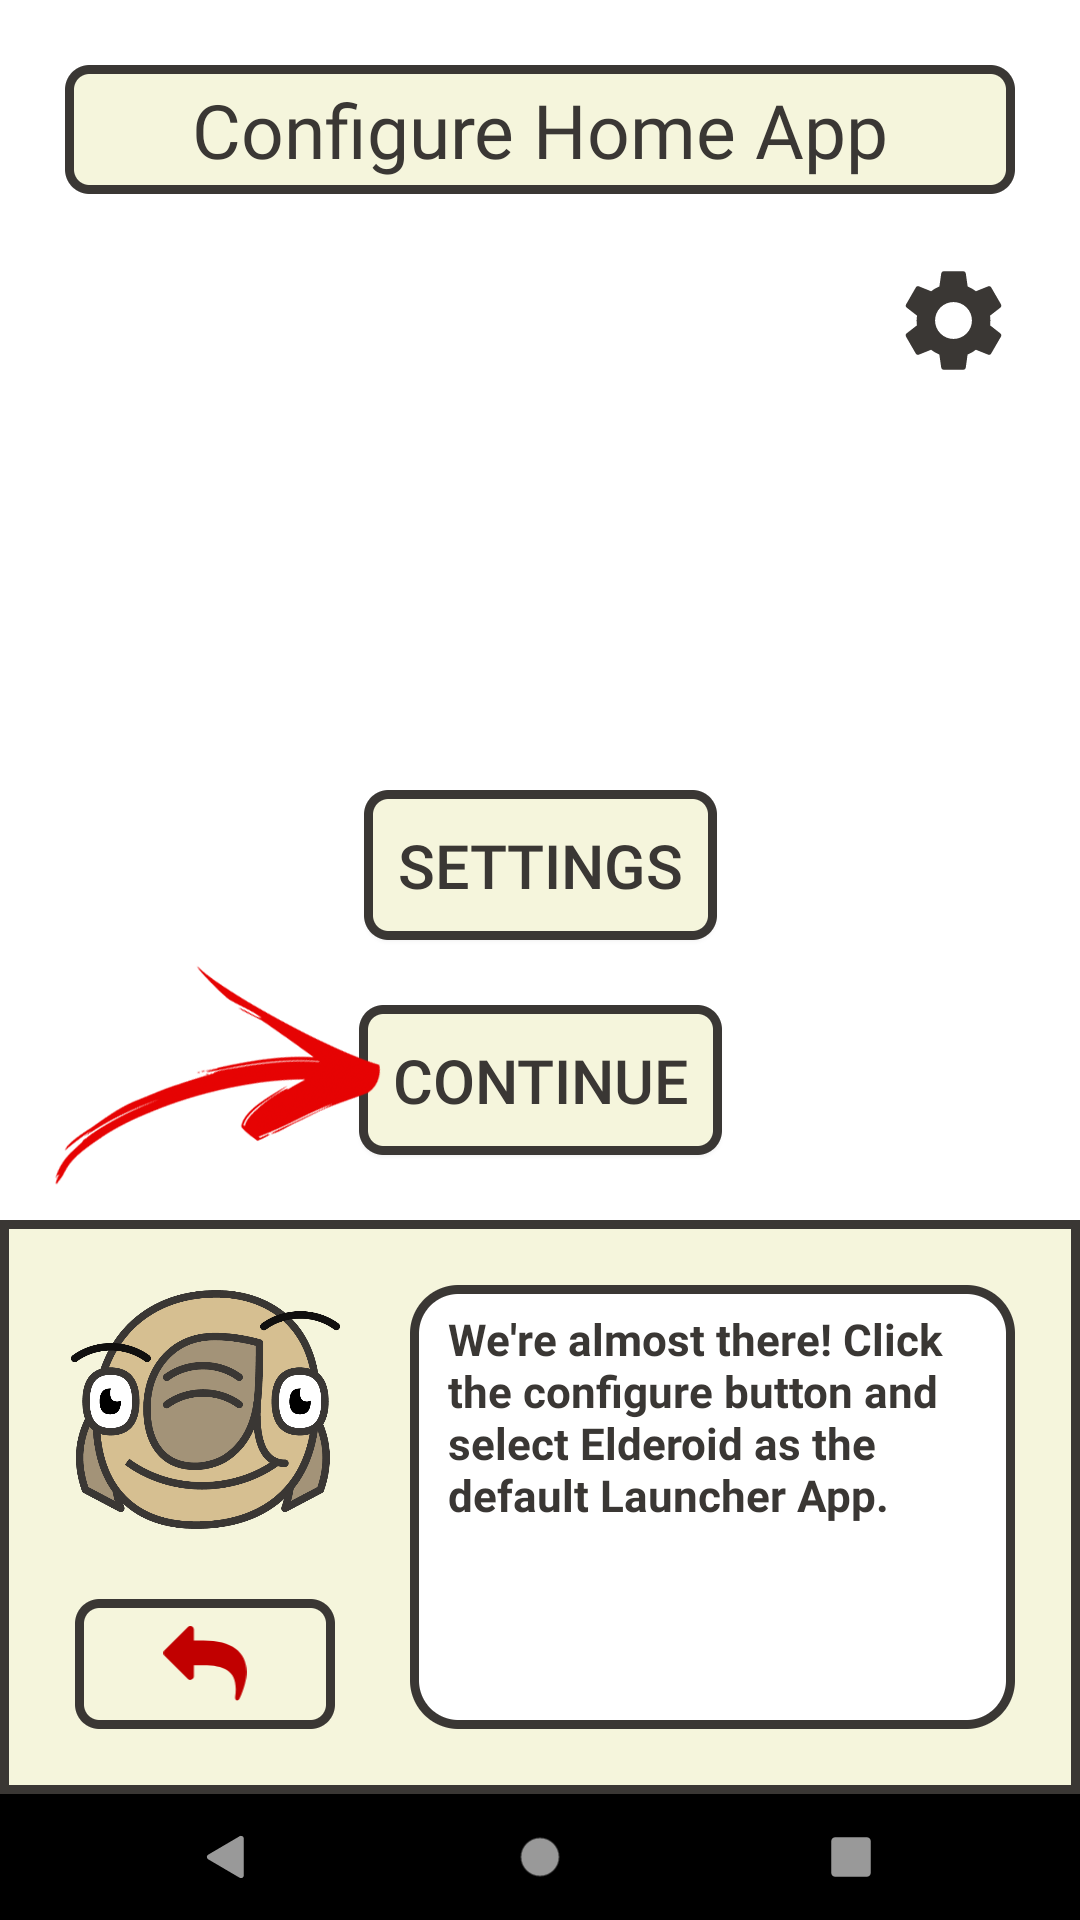 Configure Home App
SETTINGS
CONTINUE
We're almost there! Click
the configure button and
select Elderoid as the
default Launcher App.